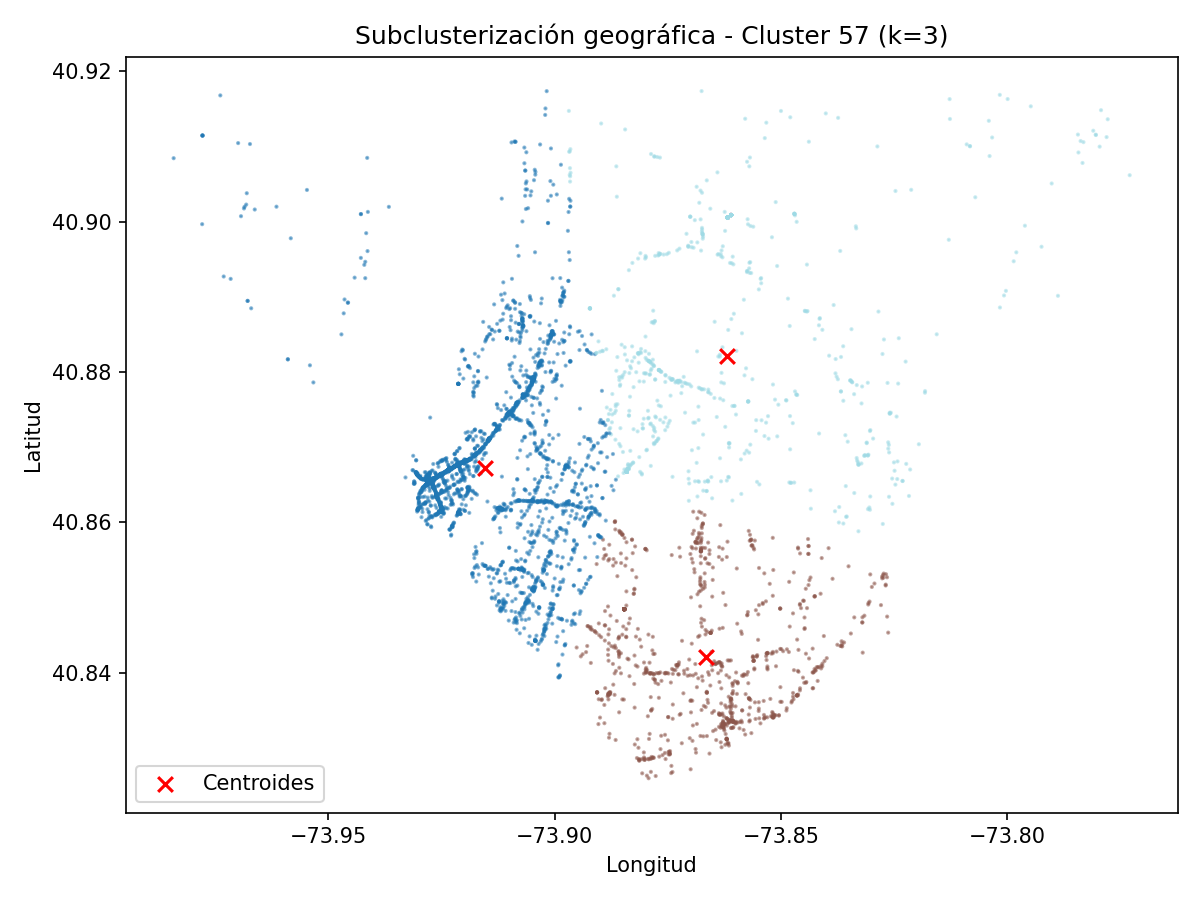 Subclusterización geográfica - Cluster 57 (k=3)
40.92
40.90
40.88
40.86
40.84
Latitud
Centroides
−73.95
−73.90
−73.85
−73.80
Longitud